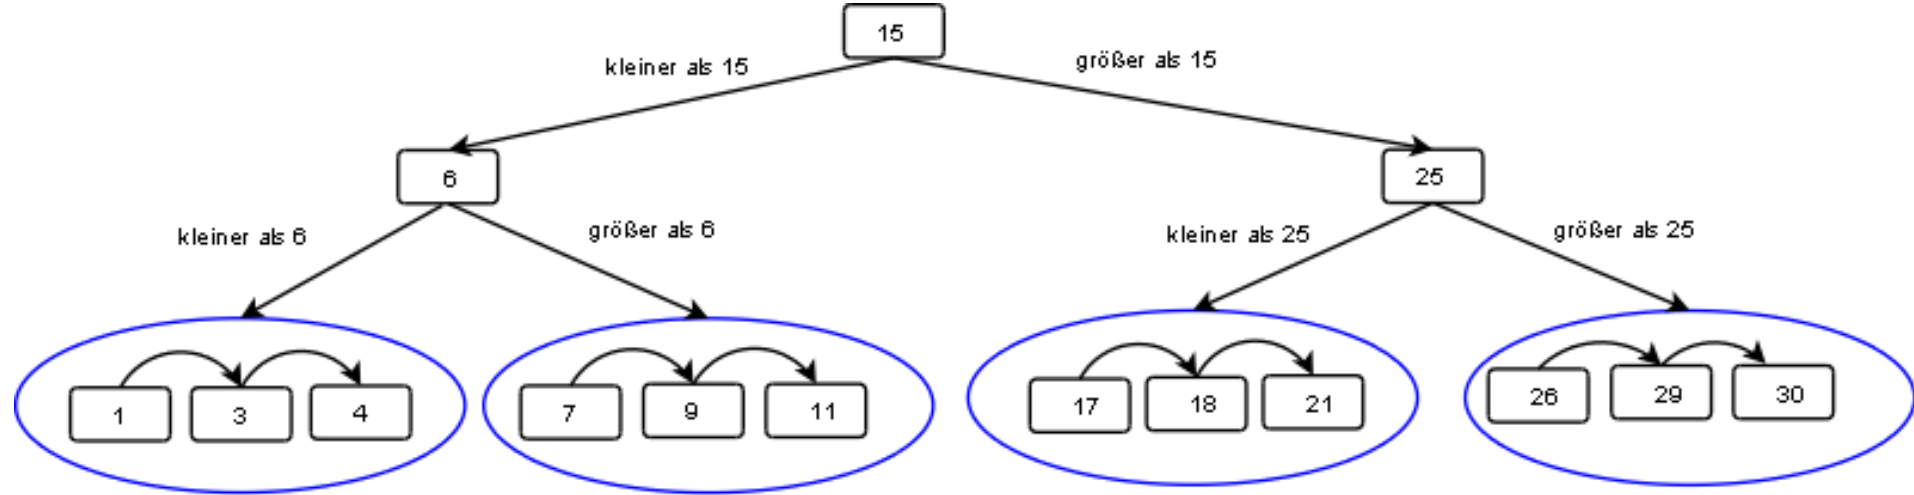 15
kleiner als 15
größer als 15
6
25
kleiner als 6
größer als 6
kleiner als 25
größer als 25
1
3
4
7
9
11
17
18
21
26
29
30